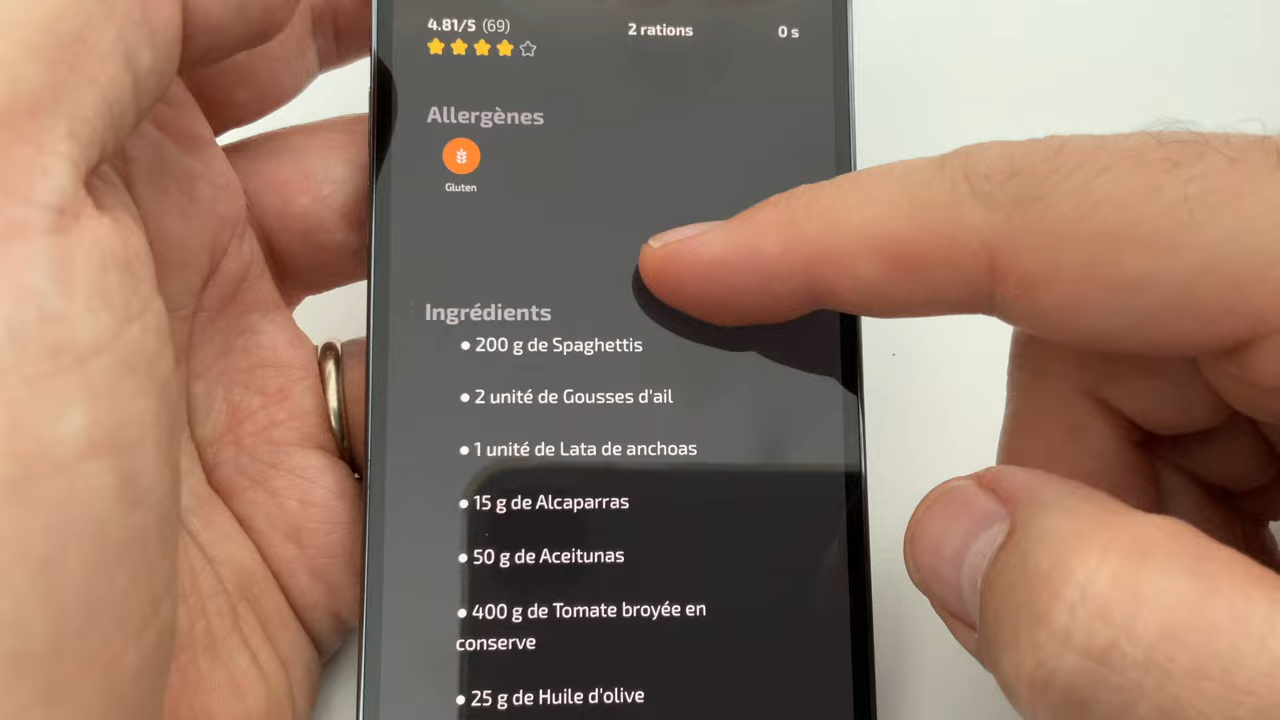 4.81/5 (69)
2 rations
0 s
Allergènes
Gluten
Ingrédients
• 200 g de Spaghettis
• 2 unité de Gousses d'ail
• 1 unité de Lata de anchoas
• 15 g de Alcaparras
• 50 g de Aceitunas
• 400 g de Tomate broyée en
conserve
• 25 g de Huile d'olive